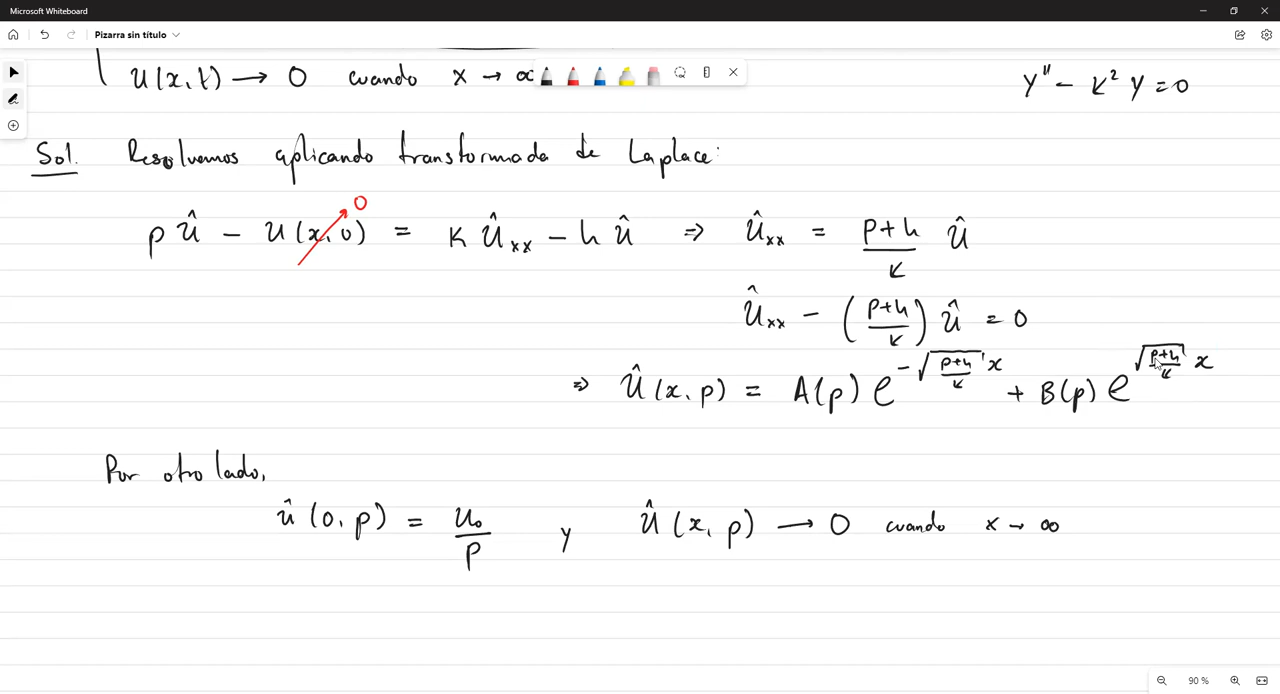 Microsoft Whiteboard
Pizarra sin título
U(x,t) → 0 cuando x → ∞
y'' - k² y = 0
Sol. Resolvemos aplicando transformada de Laplace:
0
p û - u(x,0) = K û_xx - h û ⇒ û_xx = (p+h)/K û
û_xx - ((p+h)/K) û = 0
⇒ û(x,p) = A(p) e^(-√((p+h)/K) x) + B(p) e^(√((p+h)/K) x)
Por otro lado,
û(0,p) = u₀/p y û(x,p) → 0 cuando x → ∞
90 %